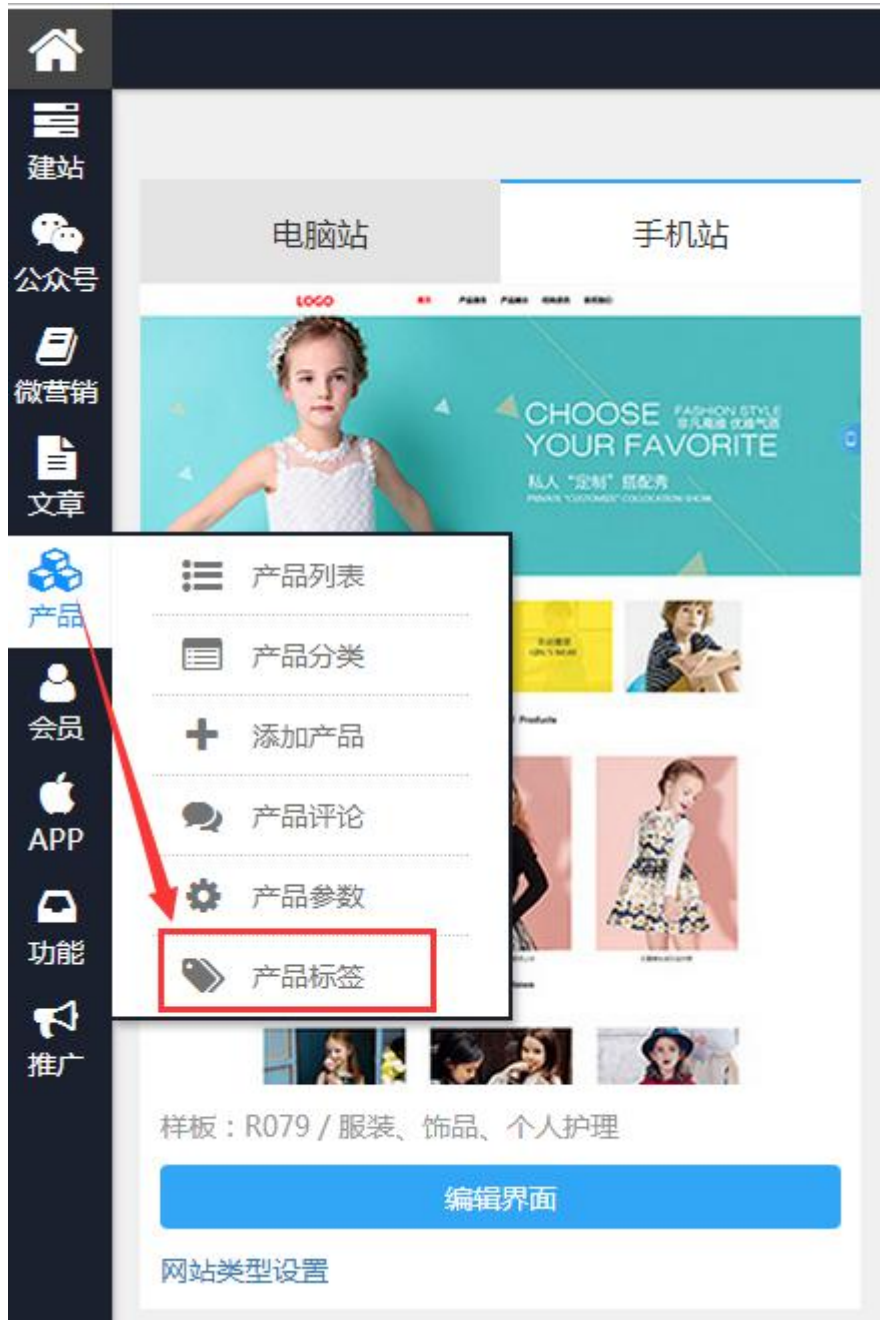 建站
公众号
微营销
文章
产品
会员
APP
功能
推广
电脑站
手机站
LOGO
CHOOSE
FASHION STYLE
YOUR FAVORITE
私人“定制”搭配秀
产品列表
产品分类
添加产品
产品评论
产品参数
产品标签
Products
样板：R079 / 服装、饰品、个人护理
编辑界面
网站类型设置